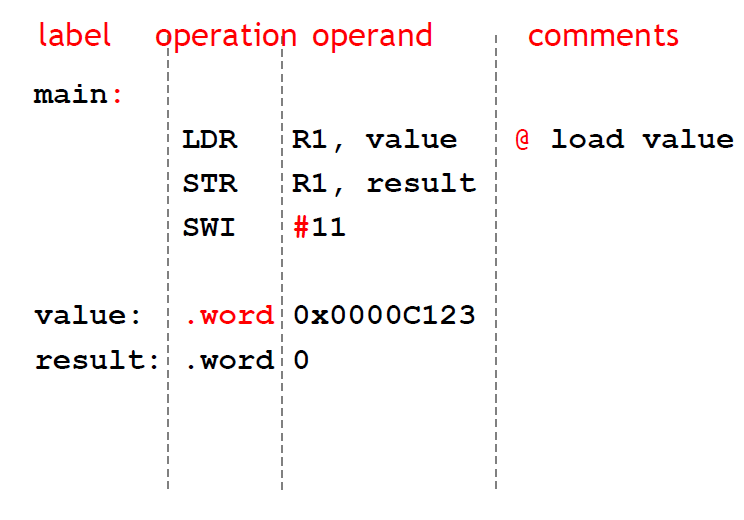 label operation operand comments
main:
LDR R1, value @ load value
STR R1, result
SWI #11
value: .word 0x0000C123
result: .word 0